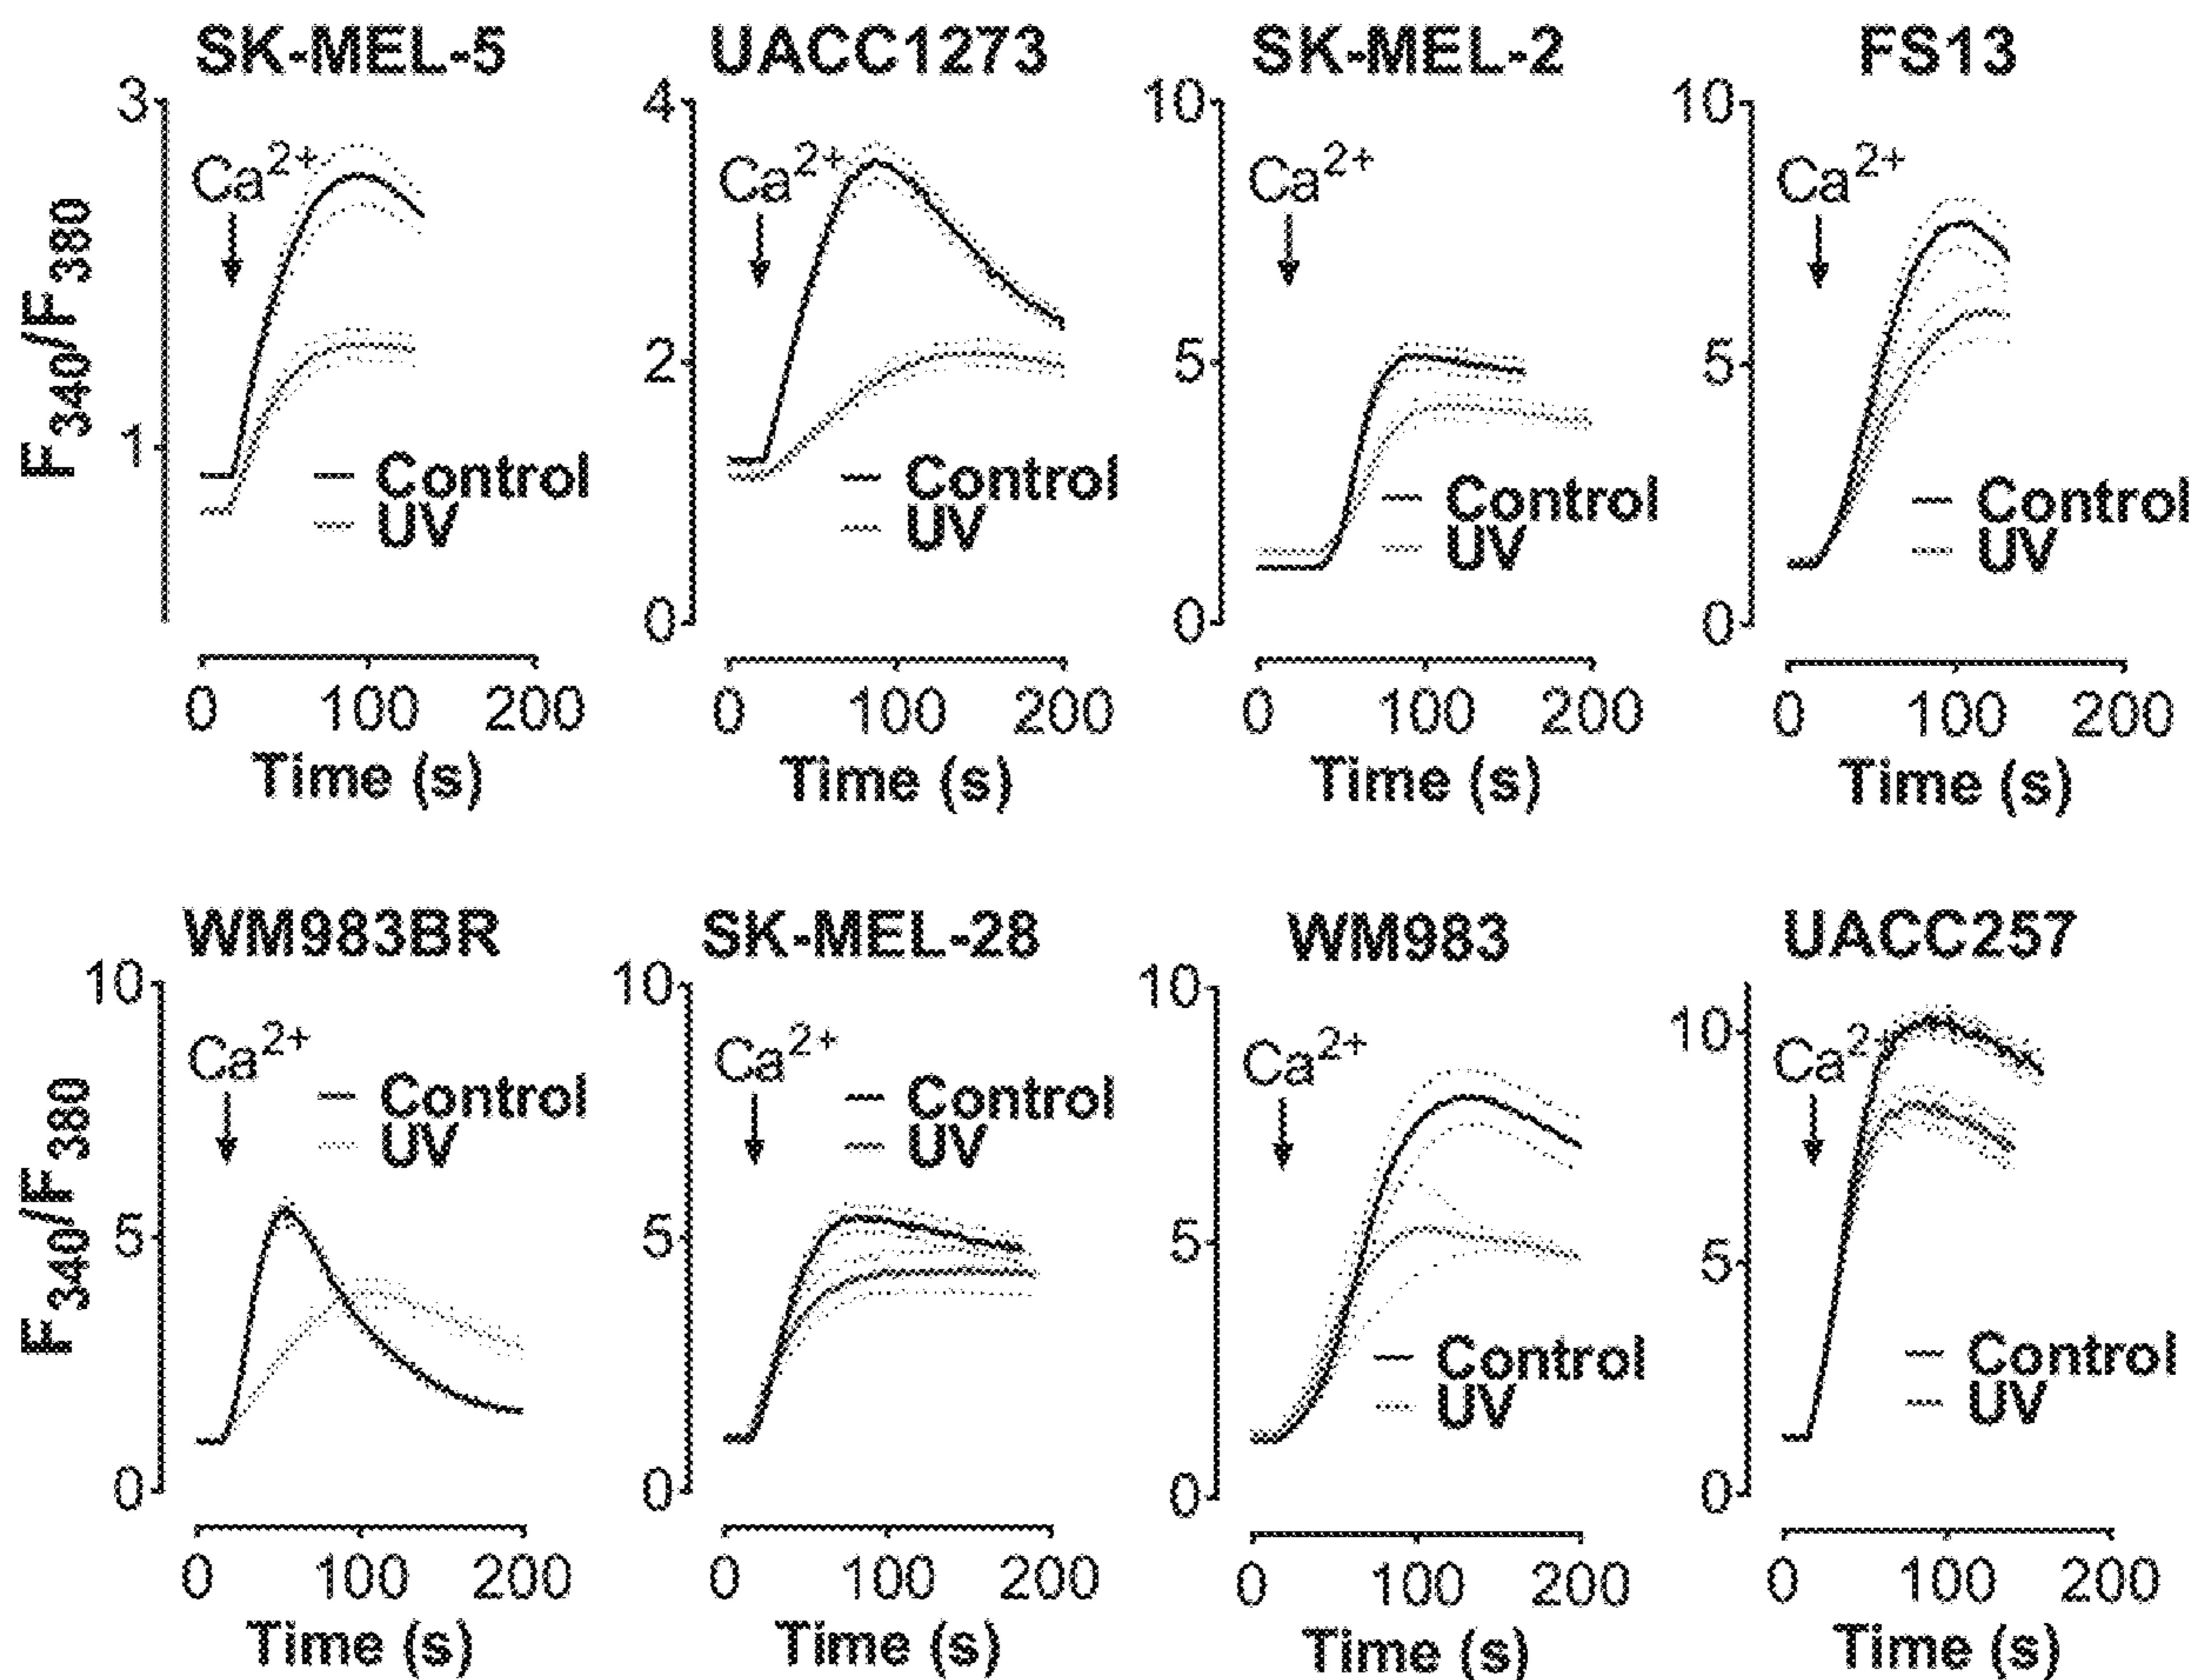 SK-MEL-5 UACC1273 SK-MEL-2 FS13
3 4 10 10
Ca2+ Ca2+ Ca2+ Ca2+
F340/F380
2 5 5
1
Control Control Control Control
UV UV UV UV
0 0 0
0 100 200 0 100 200 0 100 200 0 100 200
Time (s) Time (s) Time (s) Time (s)
WM983BR SK-MEL-28 WM983 UACC257
10 10 10 10
Ca2+ Ca2+ Ca2+ Ca2+
Control Control
UV UV
F340/F380
5 5 5 5
Control Control
UV UV
0 0 0 0
0 100 200 0 100 200 0 100 200 0 100 200
Time (s) Time (s) Time (s) Time (s)